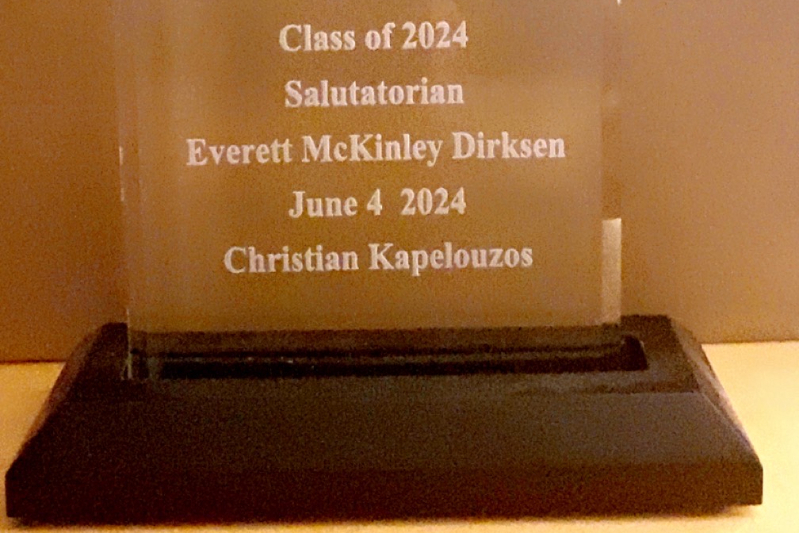 Class of 2024
Salutatorian
Everett McKinley Dirksen
June 4 2024
Christian Kapelouzos